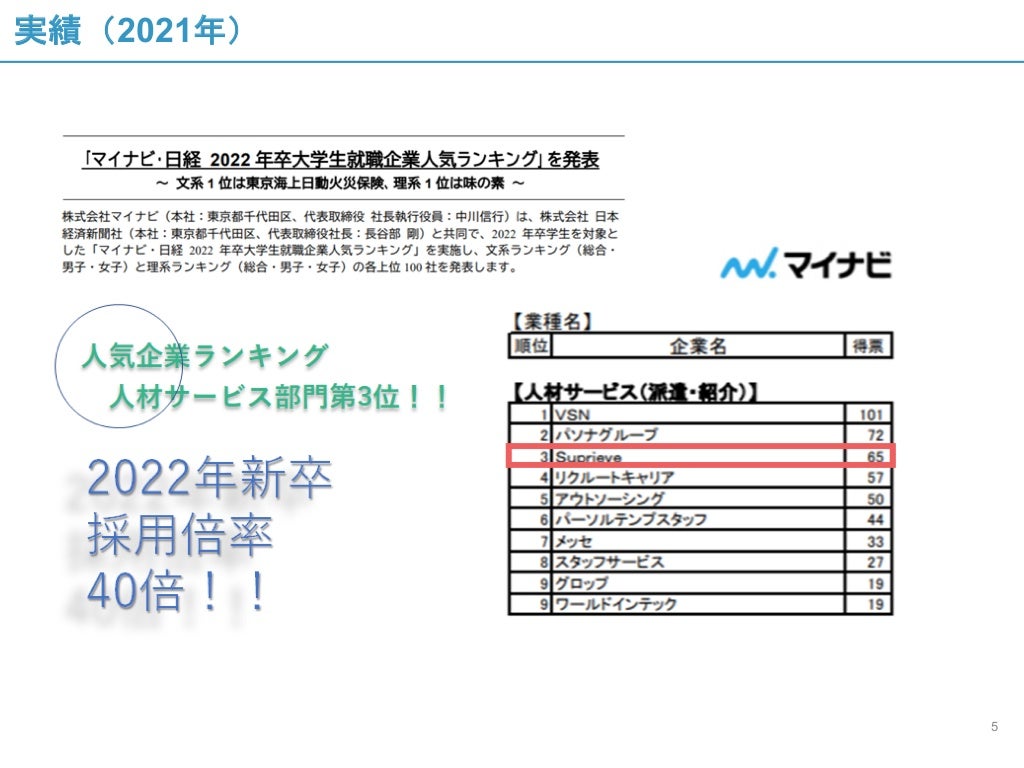 実績（2021年）
「マイナビ･日経 2022 年卒大学生就職企業人気ランキング」を発表
～ 文系 1 位は東京海上日動火災保険、理系 1 位は味の素 ～
株式会社マイナビ（本社：東京都千代田区、代表取締役 社長執行役員：中川信行）は、株式会社 日本
経済新聞社（本社：東京都千代田区、代表取締役社長：長谷部 剛）と共同で、2022 年卒学生を対象と
した「マイナビ・日経 2022 年卒大学生就職企業人気ランキング」を実施し、文系ランキング（総合・
男子・女子）と理系ランキング（総合・男子・女子）の各上位 100 社を発表します。
マイナビ
人気企業ランキング
人材サービス部門第3位！！
2022年新卒
採用倍率
40倍！！
【業種名】
順位 企業名 得票
【人材サービス（派遣・紹介）】
1 VSN 101
2 パソナグループ 72
3 Suprieve 65
4 リクルートキャリア 57
5 アウトソーシング 50
6 パーソルテンプスタッフ 44
7 メッセ 33
8 スタッフサービス 27
9 グロップ 19
9 ワールドインテック 19
5